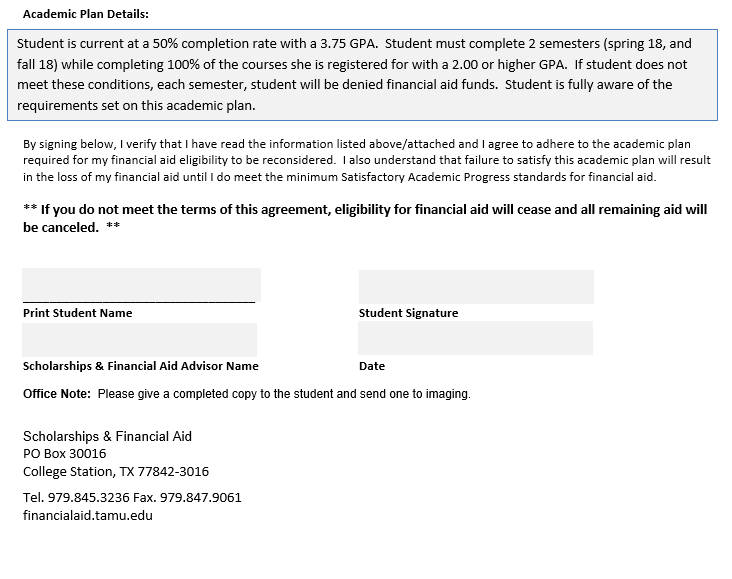 Academic Plan Details:
Student is current at a 50% completion rate with a 3.75 GPA.  Student must complete 2 semesters (spring 18, and
fall 18) while completing 100% of the courses she is registered for with a 2.00 or higher GPA.  If student does not
meet these conditions, each semester, student will be denied financial aid funds.  Student is fully aware of the
requirements set on this academic plan.
By signing below, I verify that I have read the information listed above/attached and I agree to adhere to the academic plan
required for my financial aid eligibility to be reconsidered.  I also understand that failure to satisfy this academic plan will result
in the loss of my financial aid until I do meet the minimum Satisfactory Academic Progress standards for financial aid.
** If you do not meet the terms of this agreement, eligibility for financial aid will cease and all remaining aid will
be canceled.  **
Print Student Name
Student Signature
Scholarships & Financial Aid Advisor Name
Date
Office Note:  Please give a completed copy to the student and send one to imaging.
Scholarships & Financial Aid
PO Box 30016
College Station, TX 77842-3016
Tel. 979.845.3236 Fax. 979.847.9061
financialaid.tamu.edu